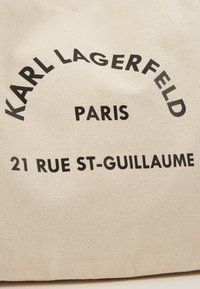 KARL LAGERFELD
PARIS
21 RUE ST-GUILLAUME